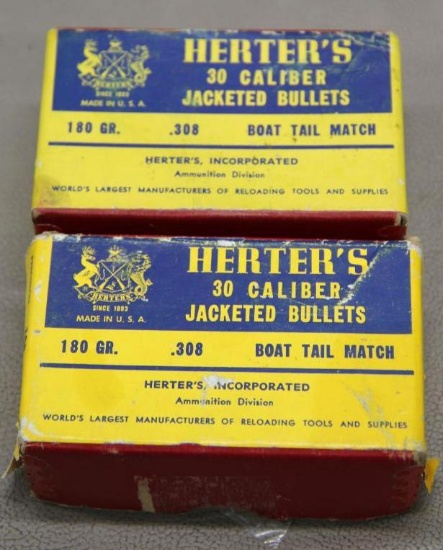 HERTER'S
30 CALIBER
JACKETED BULLETS
HERTERS
SINCE 1893
MADE IN U. S. A.
180 GR. .308 BOAT TAIL MATCH
HERTER'S, INCORPORATED
Ammunition Division
WORLD'S LARGEST MANUFACTURERS OF RELOADING TOOLS AND SUPPLIES
HERTER'S
30 CALIBER
JACKETED BULLETS
HERTERS
SINCE 1893
MADE IN U. S. A.
180 GR. .308 BOAT TAIL MATCH
HERTER'S, INCORPORATED
Ammunition Division
WORLD'S LARGEST MANUFACTURERS OF RELOADING TOOLS AND SUPPLIES